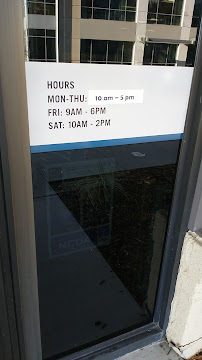 HOURS
MON-THU: 10 am – 5 pm
FRI: 9AM - 6PM
SAT: 10AM - 2PM